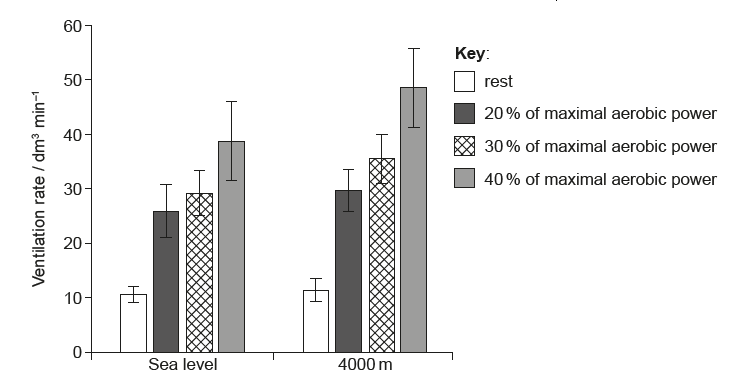 60
50
40
30
20
10
0
Ventilation rate / dm³ min⁻¹
Sea level
4000 m
Key:
rest
20 % of maximal aerobic power
30 % of maximal aerobic power
40 % of maximal aerobic power